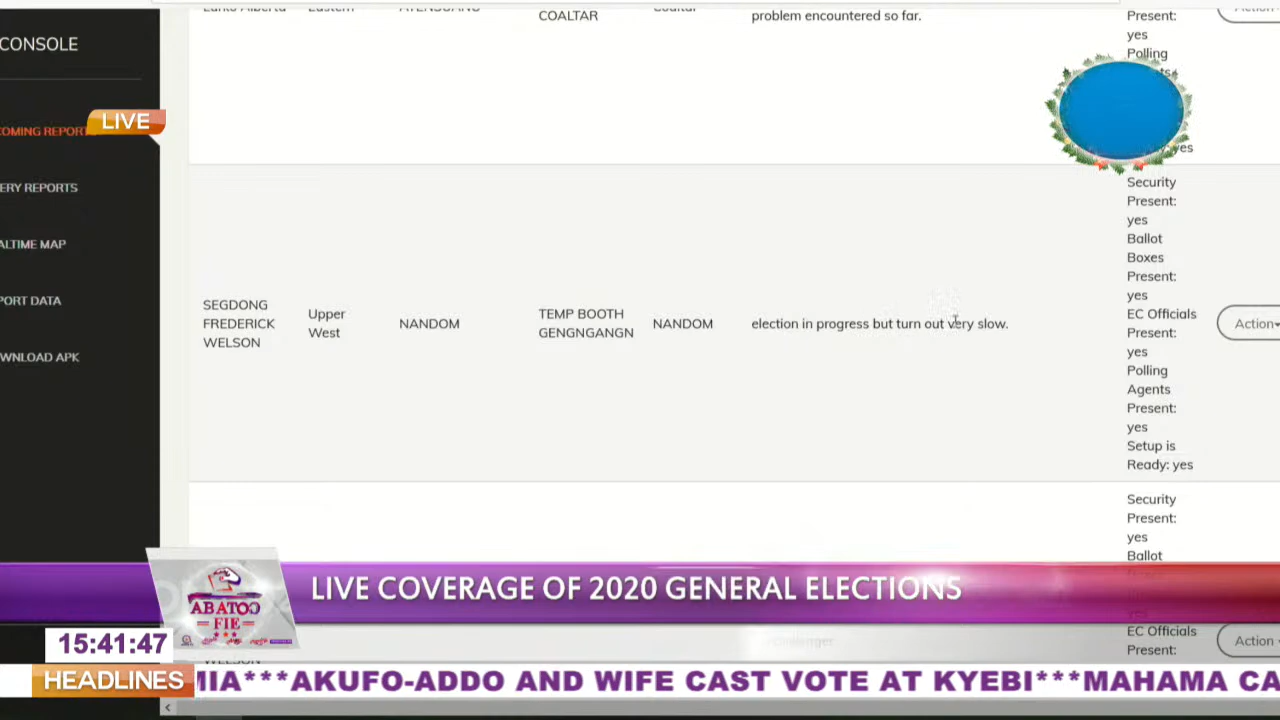 COALTAR
problem encountered so far.
Present:
yes
Polling
yes
CONSOLE
LIVE
COMING REPORT
ERY REPORTS
ALTIME MAP
PORT DATA
WNLOAD APK
SEGDONG
FREDERICK
WELSON
Upper
West
NANDOM
TEMP BOOTH
GENGNGANGN
NANDOM
election in progress but turn out very slow.
Security
Present:
yes
Ballot
Boxes
Present:
yes
EC Officials
Present:
yes
Polling
Agents
Present:
yes
Setup is
Ready: yes
Action
Security
Present:
yes
Ballot
EC Officials
Present:
Action
ABATOO
FIE
LIVE COVERAGE OF 2020 GENERAL ELECTIONS
15:41:47
HEADLINES
MIA***AKUFO-ADDO AND WIFE CAST VOTE AT KYEBI***MAHAMA CA